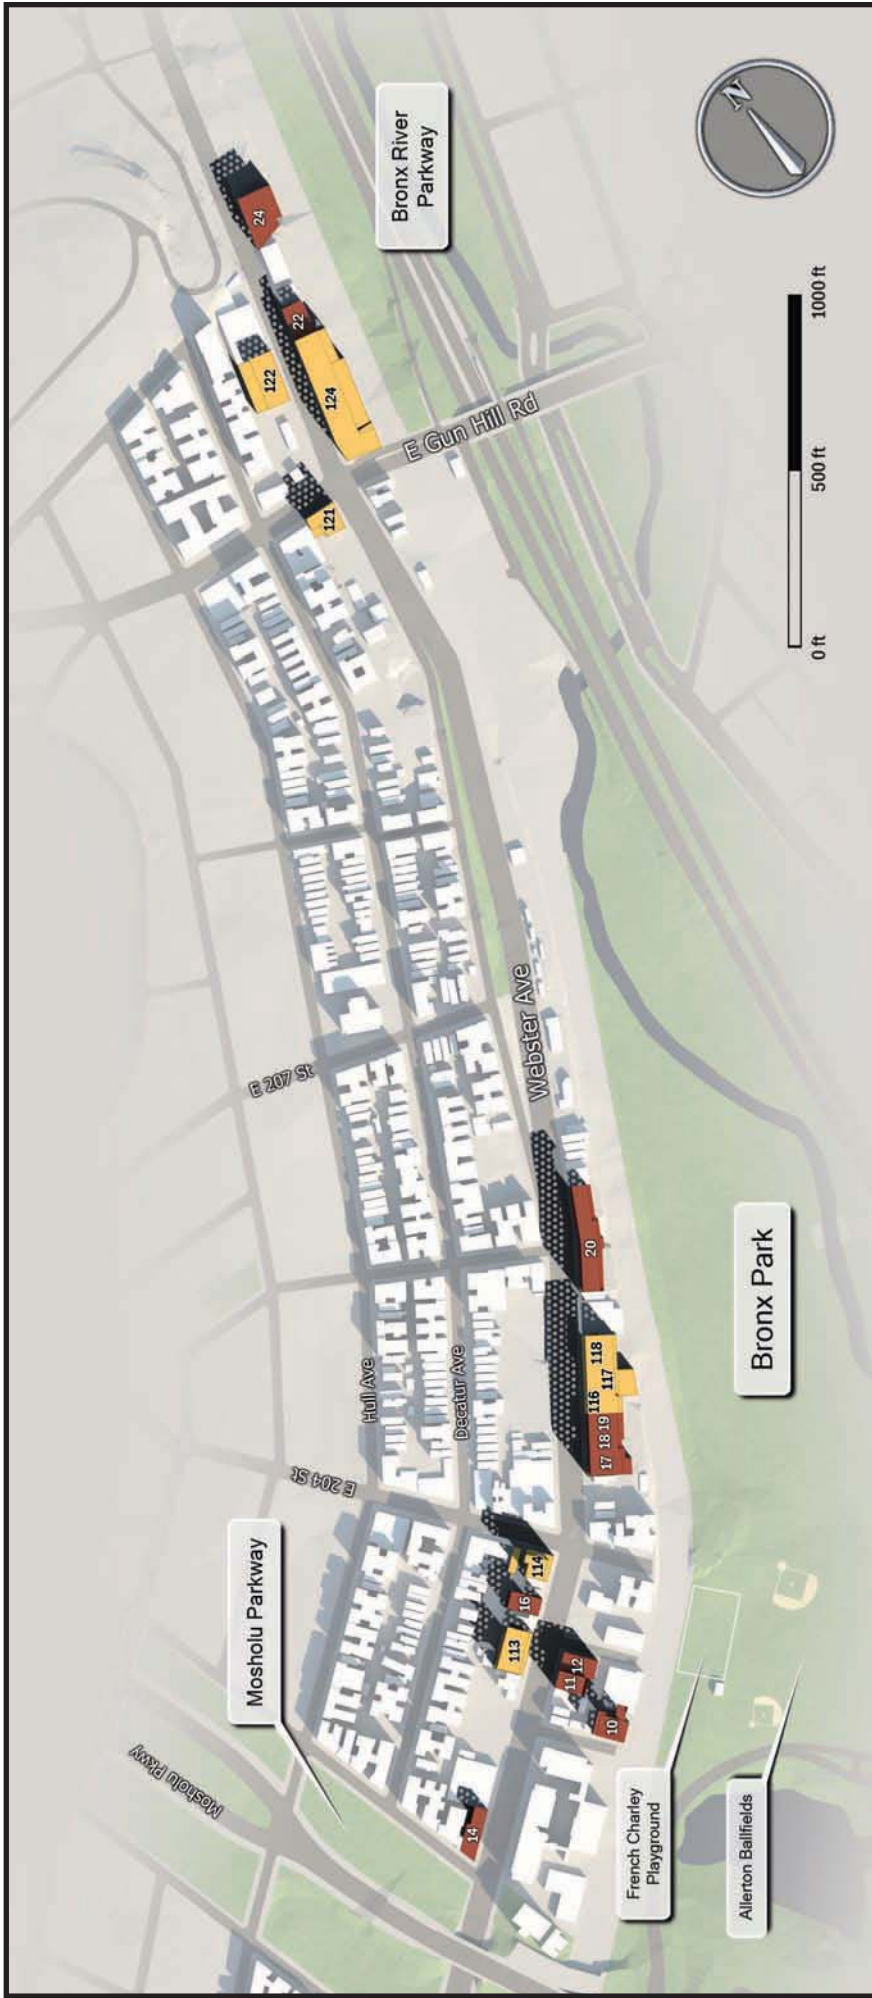 Bronx River
Parkway
N
24
22
122
124
E Gun Hill Rd
121
0 ft
500 ft
1000 ft
E 207 St
Webster Ave
20
Bronx Park
118
117
116
19
18
17
Hull Ave
Decatur Ave
E 204 St
Mosholu Parkway
Mosholu Pkwy
114
16
113
12
11
10
14
French Charley
Playground
Allerton Ballfields